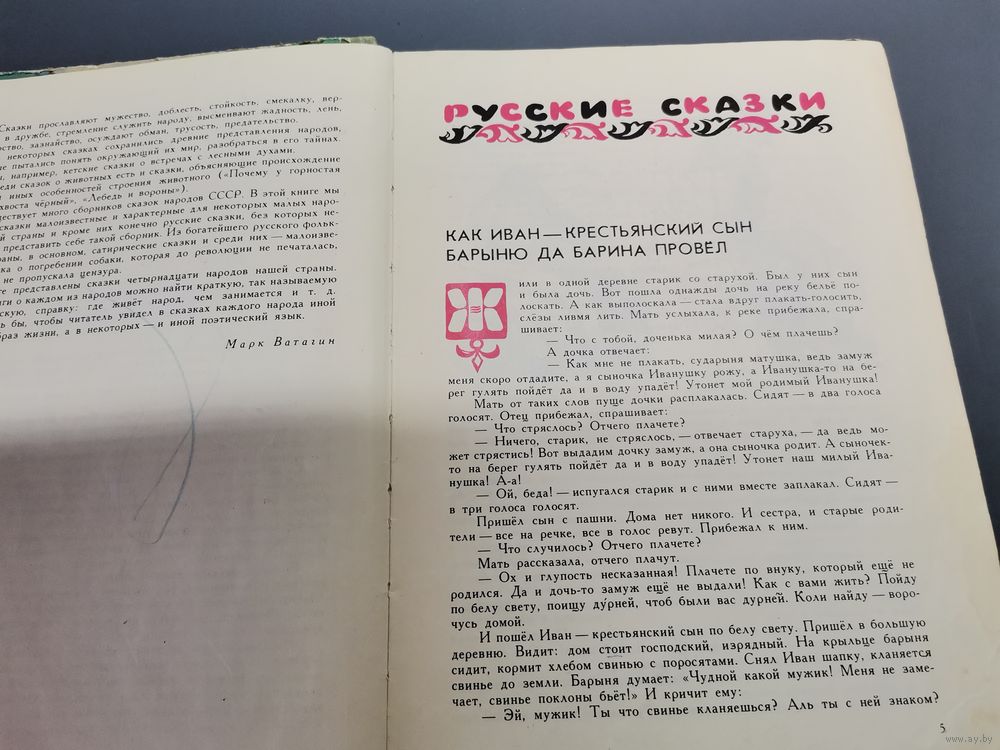 Сказки прославляют мужество, доблесть, стойкость, смекалку, вер-
в дружбе, стремление служить народу, высмеивают жадность, лень,
зазнайство, осуждают обман, трусость, предательство.
некоторых сказках сохранились древние представления народов,
пытались понять окружающий их мир, разобраться в его тайнах.
например, кетские сказки о встречах с лесными духами.
сказок о животных есть и сказки, объясняющие происхождение
иных особенностей строения животного («Почему у горностая
хвоста чёрный», «Лебедь и вороны»).
много сборников сказок народов СССР. В этой книге мы
сказки малоизвестные и характерные для некоторых малых наро-
страны и кроме них конечно русские сказки, без которых не-
представить себе такой сборник. Из богатейшего русского фольк-
в основном, сатирические сказки и среди них — малоизве-
о погребении собаки, которая до революции не печаталась,
не пропускала цензура.
представлены сказки четырнадцати народов нашей страны.
о каждом из народов можно найти краткую, так называемую
справку: где живёт народ, чем занимается и т. д.
бы, чтобы читатель увидел в сказках каждого народа иной
образ жизни, а в некоторых — и иной поэтический язык.
Марк Ватагин
РУССКИЕ СКАЗКИ
КАК ИВАН — КРЕСТЬЯНСКИЙ СЫН
БАРЫНЮ ДА БАРИНА ПРОВЁЛ
или в одной деревне старик со старухой. Был у них сын
и была дочь. Вот пошла однажды дочь на реку бельё по-
лоскать. А как выполоскала — стала вдруг плакать-голосить,
слёзы ливмя лить. Мать услыхала, к реке прибежала, спра-
шивает:
— Что с тобой, доченька милая? О чём плачешь?
А дочка отвечает:
— Как мне не плакать, сударыня матушка, ведь замуж
меня скоро отдадите, а я сыночка Иванушку рожу, а Иванушка-то на бе-
рег гулять пойдёт да и в воду упадёт! Утонет мой родимый Иванушка!
Мать от таких слов пуще дочки расплакалась. Сидят — в два голоса
голосят. Отец прибежал, спрашивает:
— Что стряслось? Отчего плачете?
— Ничего, старик, не стряслось, — отвечает старуха, — да ведь мо-
жет стрястись! Вот выдадим дочку замуж, а она сыночка родит. А сыночек-
то на берег гулять пойдёт да и в воду упадёт! Утонет наш милый Ива-
нушка! А-а!
— Ой, беда! — испугался старик и с ними вместе заплакал. Сидят —
в три голоса голосят.
Пришёл сын с пашни. Дома нет никого. И сестра, и старые роди-
тели — все на речке, все в голос ревут. Прибежал к ним.
— Что случилось? Отчего плачете?
Мать рассказала, отчего плачут.
— Ох и глупость несказанная! Плачете по внуку, который ещё не
родился. Да и дочь-то замуж ещё не выдали! Как с вами жить? Пойду
по белу свету, поищу ду́рней, чтоб были вас дурне́й. Коли найду — воро-
чусь домой.
И пошёл Иван — крестьянский сын по белу свету. Пришёл в большую
деревню. Видит: дом стоит господский, изрядный. На крыльце барыня
сидит, кормит хлебом свинью с поросятами. Снял Иван шапку, кланяется
свинье до земли. Барыня думает: «Чудной какой мужик! Меня не заме-
чает, свинье поклоны бьёт!» И кричит ему:
— Эй, мужик! Ты что свинье кланяешься? Аль ты с ней знаком?
5
www.ay.by